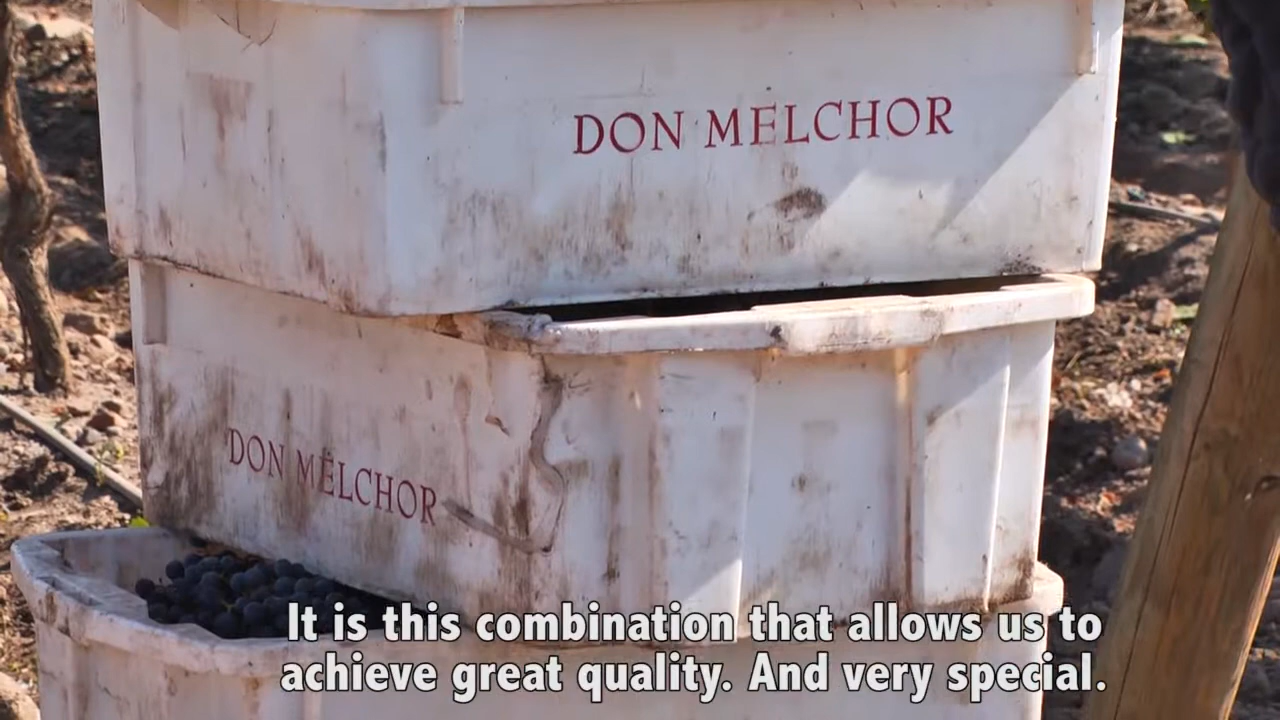 DON MELCHOR
DON MELCHOR
It is this combination that allows us to
achieve great quality. And very special.